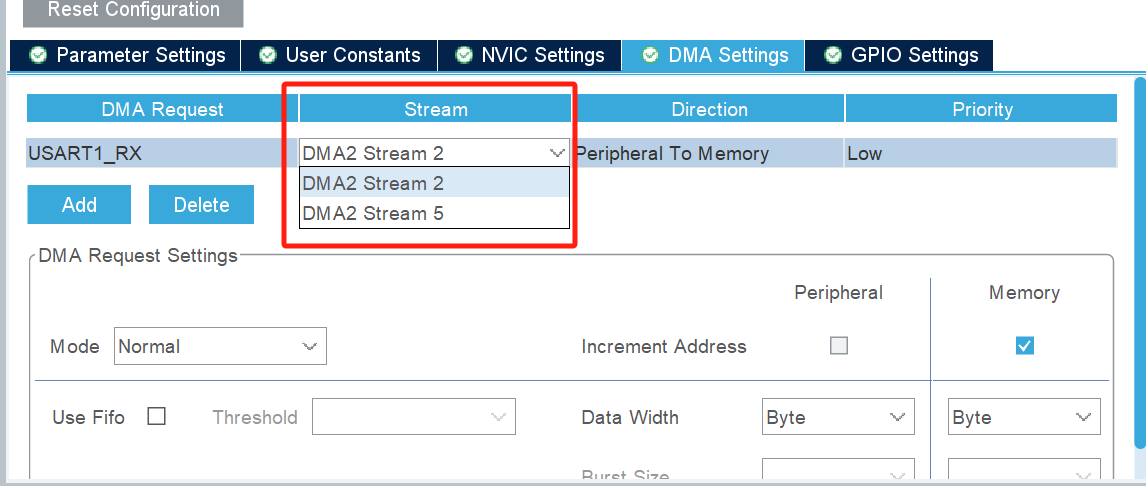 Reset Configuration
Parameter Settings User Constants NVIC Settings DMA Settings GPIO Settings
DMA Request Stream Direction Priority
USART1_RX DMA2 Stream 2 Peripheral To Memory Low
DMA2 Stream 2
DMA2 Stream 5
Add Delete
DMA Request Settings
Peripheral Memory
Mode Normal Increment Address
Use Fifo Threshold Data Width Byte Byte
Burst Size